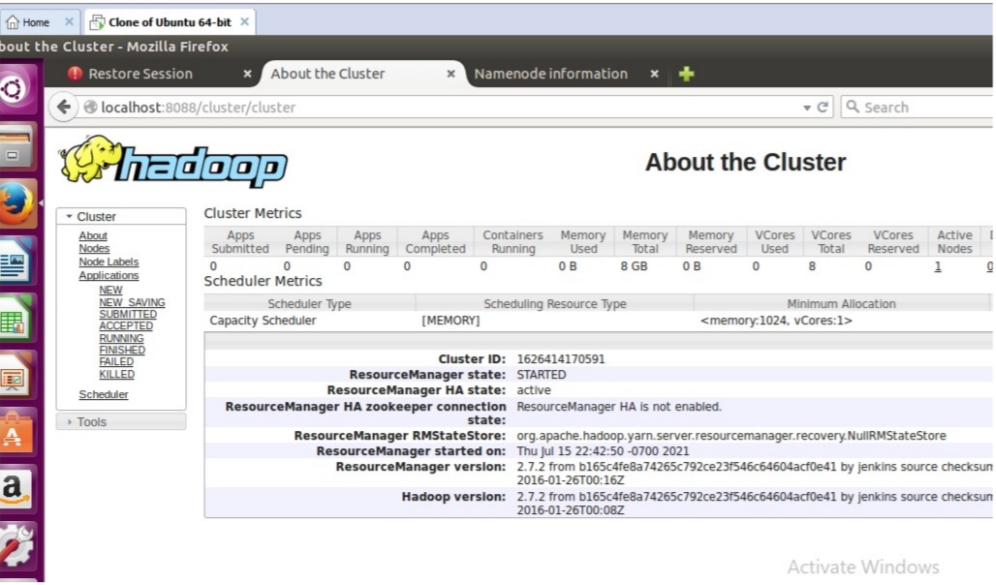 Home × Clone of Ubuntu 64-bit ×
bout the Cluster - Mozilla Firefox
Restore Session × About the Cluster × Namenode information ×
localhost:8088/cluster/cluster Search
hadoop
About the Cluster
Cluster
About
Nodes
Node Labels
Applications
NEW
NEW_SAVING
SUBMITTED
ACCEPTED
RUNNING
FINISHED
FAILED
KILLED
Scheduler
Tools
Cluster Metrics
Apps Submitted Apps Pending Apps Running Apps Completed Containers Running Memory Used Memory Total Memory Reserved VCores Used VCores Total VCores Reserved Active Nodes
0 0 0 0 0 0 B 8 GB 0 B 0 8 0 1 0
Scheduler Metrics
Scheduler Type Scheduling Resource Type Minimum Allocation
Capacity Scheduler [MEMORY] <memory:1024, vCores:1>
Cluster ID: 1626414170591
ResourceManager state: STARTED
ResourceManager HA state: active
ResourceManager HA zookeeper connection state: ResourceManager HA is not enabled.
ResourceManager RMStateStore: org.apache.hadoop.yarn.server.resourcemanager.recovery.NullRMStateStore
ResourceManager started on: Thu Jul 15 22:42:50 -0700 2021
ResourceManager version: 2.7.2 from b165c4fe8a74265c792ce23f546c64604acf0e41 by jenkins source checksum
2016-01-26T00:16Z
Hadoop version: 2.7.2 from b165c4fe8a74265c792ce23f546c64604acf0e41 by jenkins source checksum
2016-01-26T00:08Z
Activate Windows